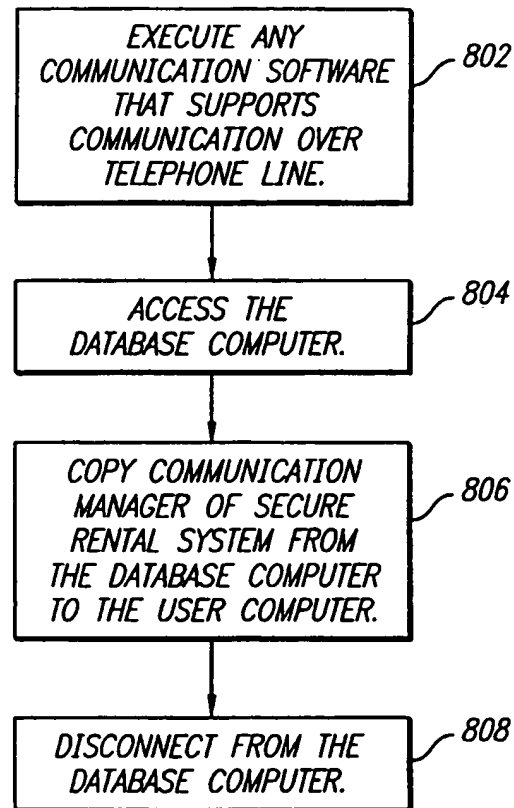 EXECUTE ANY
COMMUNICATION SOFTWARE
THAT SUPPORTS
COMMUNICATION OVER
TELEPHONE LINE.
802
ACCESS THE
DATABASE COMPUTER.
804
COPY COMMUNICATION
MANAGER OF SECURE
RENTAL SYSTEM FROM
THE DATABASE COMPUTER
TO THE USER COMPUTER.
806
DISCONNECT FROM THE
DATABASE COMPUTER.
808